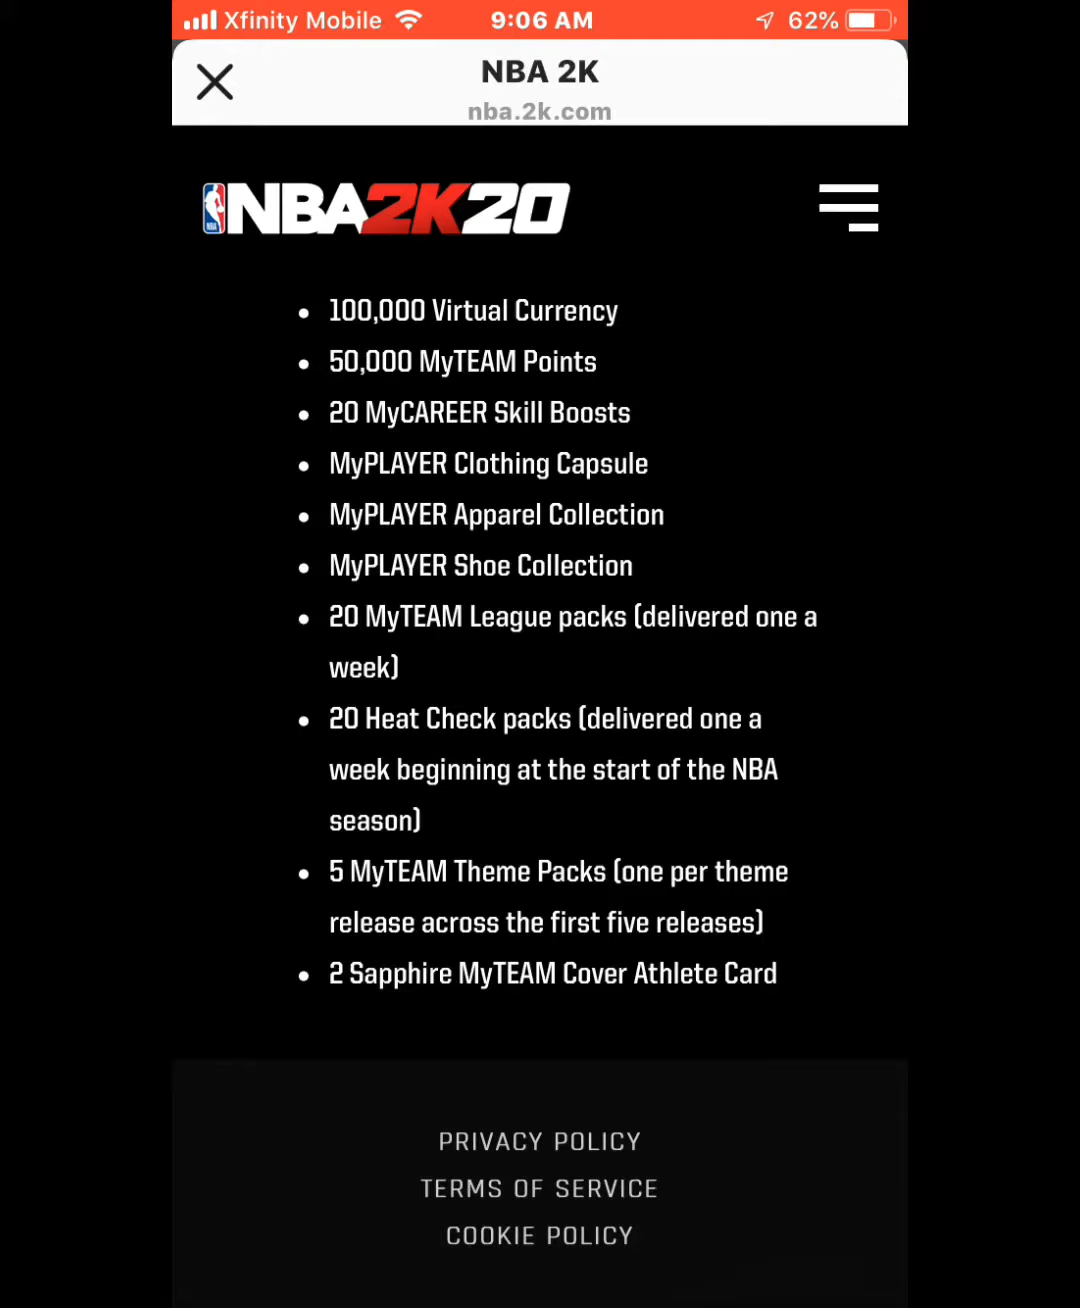 Xfinity Mobile 9:06 AM 62%
NBA 2K
nba.2k.com
NBA2K20
• 100,000 Virtual Currency
• 50,000 MyTEAM Points
• 20 MyCAREER Skill Boosts
• MyPLAYER Clothing Capsule
• MyPLAYER Apparel Collection
• MyPLAYER Shoe Collection
• 20 MyTEAM League packs (delivered one a
week)
• 20 Heat Check packs (delivered one a
week beginning at the start of the NBA
season)
• 5 MyTEAM Theme Packs (one per theme
release across the first five releases)
• 2 Sapphire MyTEAM Cover Athlete Card
PRIVACY POLICY
TERMS OF SERVICE
COOKIE POLICY